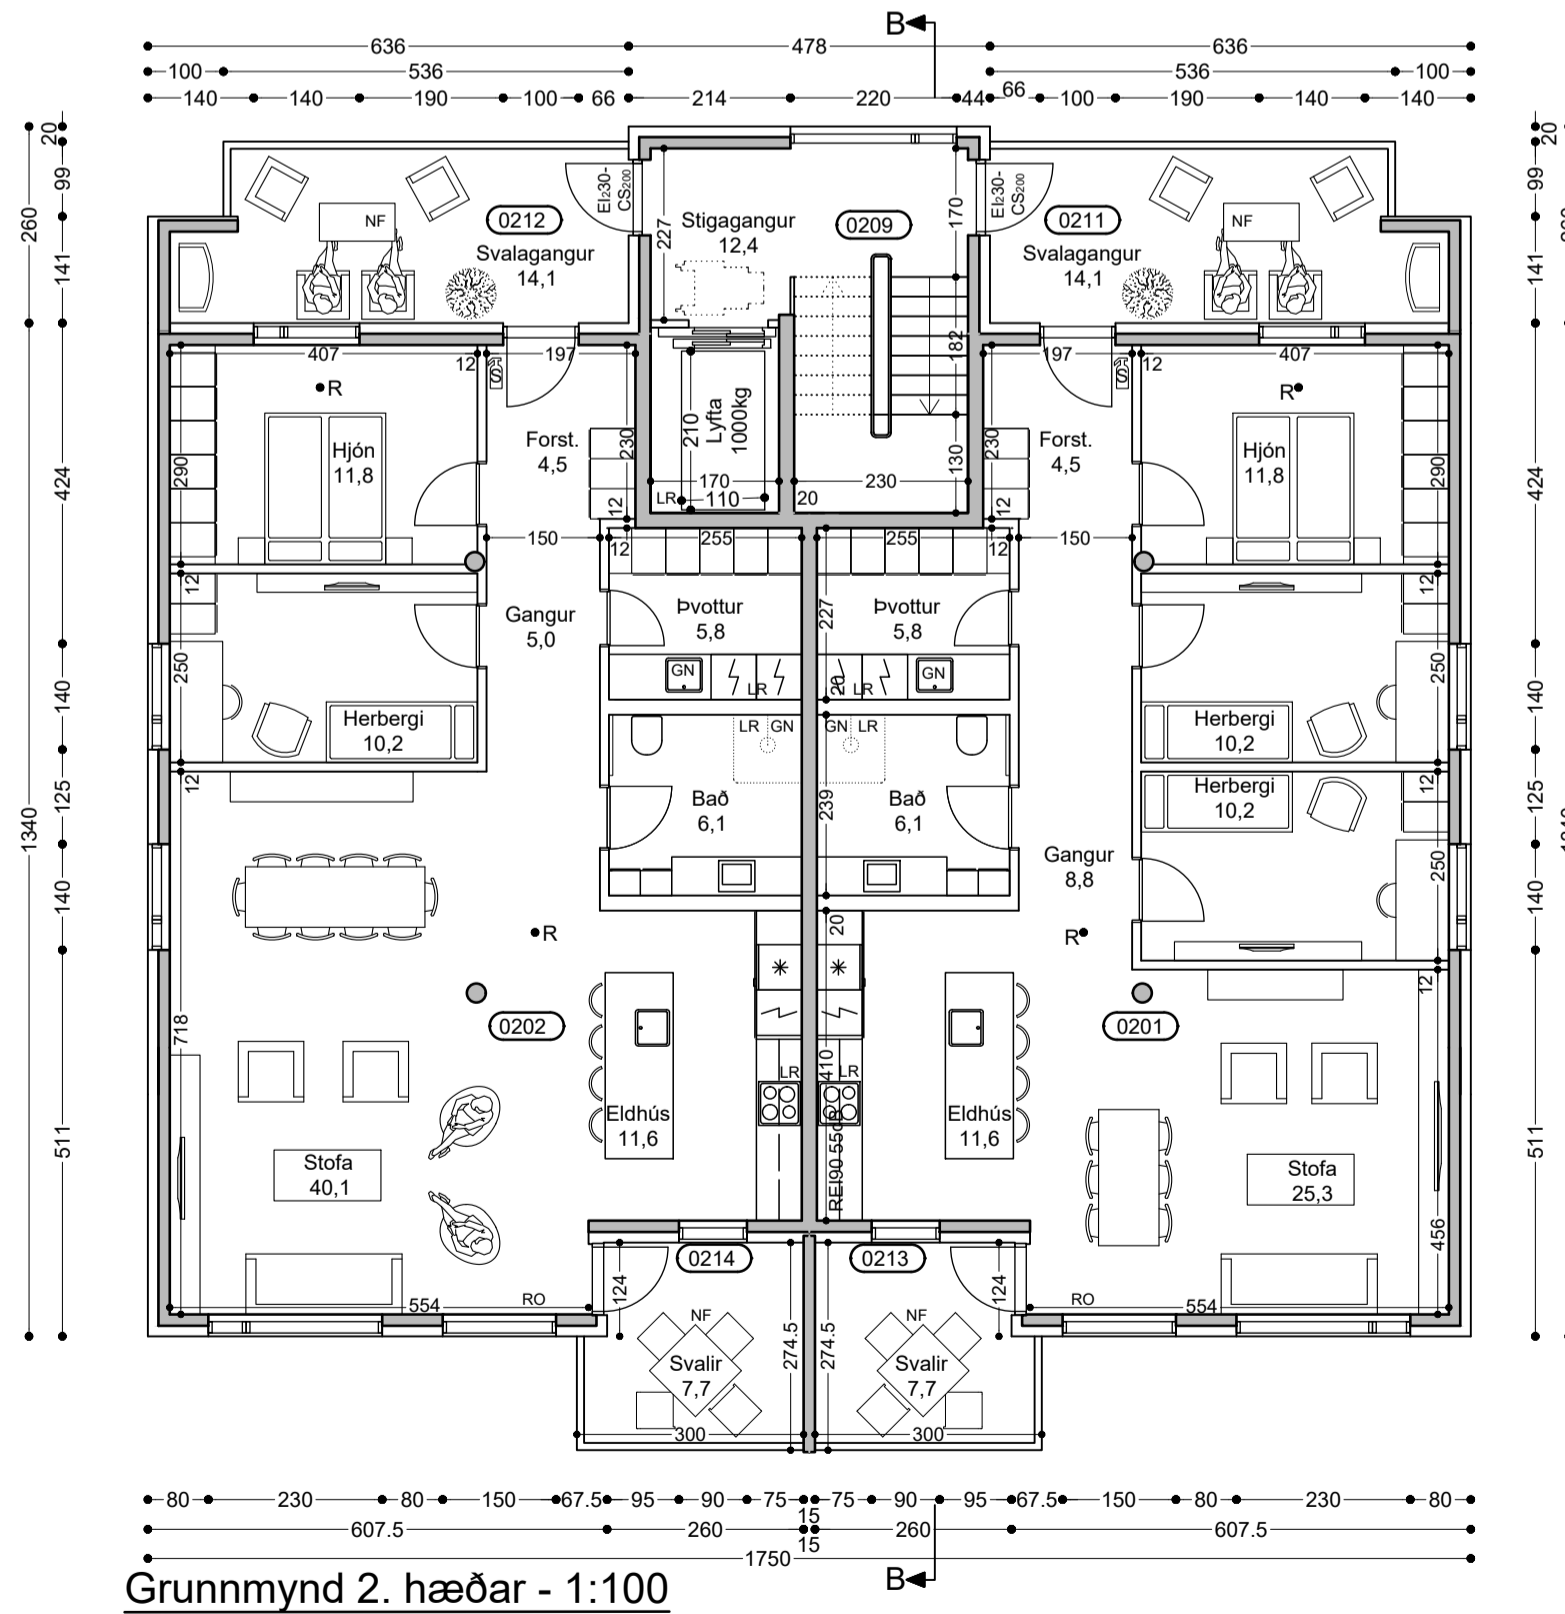 B
636 478 636
100 536 536 100
140 140 190 100 66 214 220 44 66 100 190 140 140
20 99 141 260 424 140 125 140 511 1340
20 99 141 424 140 125 140 511
NF
0212
Svalagangur
14,1
EI₂30-
CS200
Stigagangur
12,4
0209
227
170
EI₂30-
CS200
0211
Svalagangur
14,1
NF
407 12 197
182
197 12 407
R
S
S
R
Hjón
11,8
290
Forst.
4,5
230
210
Lyfta
1000kg
170
LR
110
20
230
130
Forst.
4,5
230
Hjón
11,8
290
12
12
150
12
255
255
12
150
12
12
Gangur
5,0
Þvottur
5,8
227
Þvottur
5,8
250
250
GN
LR
20
LR
GN
Herbergi
10,2
Herbergi
10,2
LR GN
GN LR
12
12
Bað
6,1
239
Bað
6,1
Herbergi
10,2
Gangur
8,8
250
R
20
R
12
0202
0201
718
410
LR
LR
Eldhús
11,6
Eldhús
11,6
REI90 55dB
Stofa
40,1
Stofa
25,3
456
0214
0213
124
124
554
RO
RO
554
NF
NF
274.5
274.5
Svalir
7,7
Svalir
7,7
300
300
80 230 80 150 67.5 95 90 75 15 75 90 95 67.5 150 80 230 80
607.5 260 15 260 607.5
1750
B
Grunnmynd 2. hæðar - 1:100